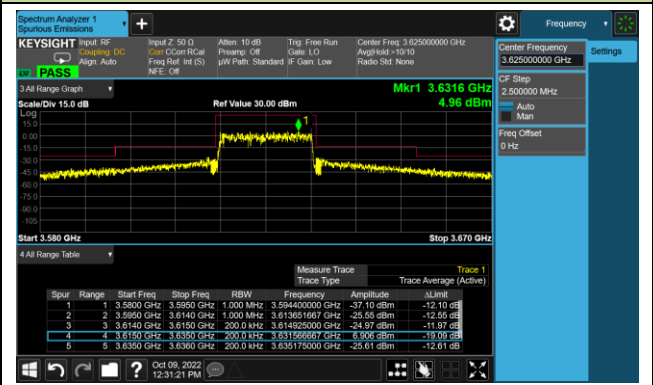 Spectrum Analyzer 1
Spurious Emissions
Frequency
KEYSIGHT Input: RF
Coupling: DC
Align: Auto
Input Z: 50 Ω
Corr CCorr RCal
Freq Ref: Int (S)
NFE: Off
Atten: 10 dB
Preamp: Off
µW Path: Standard
Trig: Free Run
Gate: LO
IF Gain: Low
Center Freq: 3.625000000 GHz
Avg|Hold:>10/10
Radio Std: None
PASS
3 All Range Graph
Mkr1 3.6316 GHz
Scale/Div 15.0 dB
Ref Value 30.00 dBm
4.96 dBm
Log
15.0
0.00
-15.0
-30.0
-45.0
-60.0
-75.0
-90.0
-105
1
Start 3.580 GHz
Stop 3.670 GHz
4 All Range Table
Measure Trace Trace 1
Trace Type Trace Average (Active)
Spur Range Start Freq Stop Freq RBW Frequency Amplitude ΔLimit
1 1 3.5800 GHz 3.5950 GHz 1.000 MHz 3.594400000 GHz -37.10 dBm -12.10 dB
2 2 3.5950 GHz 3.6140 GHz 1.000 MHz 3.613651667 GHz -25.55 dBm -12.55 dB
3 3 3.6140 GHz 3.6150 GHz 200.0 kHz 3.614925000 GHz -24.97 dBm -11.97 dB
4 4 3.6150 GHz 3.6350 GHz 200.0 kHz 3.631566667 GHz 6.906 dBm -19.09 dB
5 5 3.6350 GHz 3.6360 GHz 200.0 kHz 3.635175000 GHz -25.61 dBm -12.61 dB
Oct 09, 2022
12:31:21 PM
Center Frequency
3.625000000 GHz
Settings
CF Step
2.500000 MHz
Auto
Man
Freq Offset
0 Hz